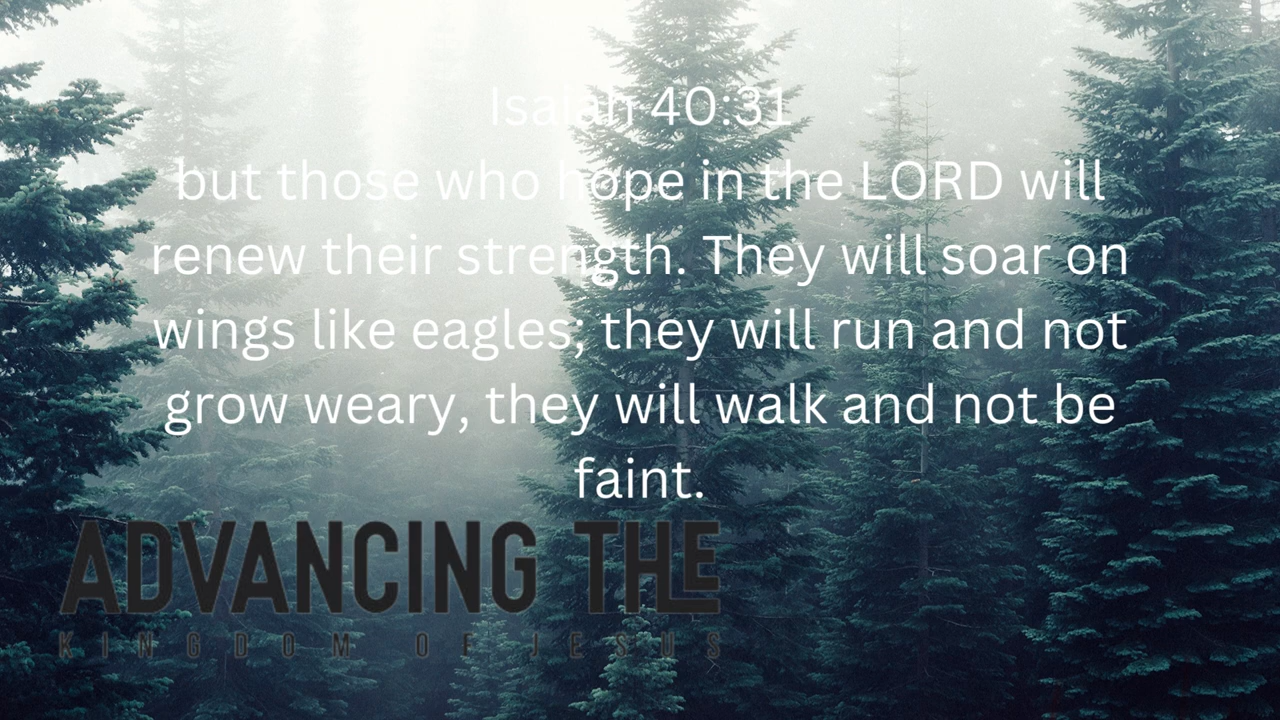 Isaiah 40:31
but those who hope in the LORD will
renew their strength. They will soar on
wings like eagles; they will run and not
grow weary, they will walk and not be
faint.
ADVANCING THE
KINGDOM OF JESUS